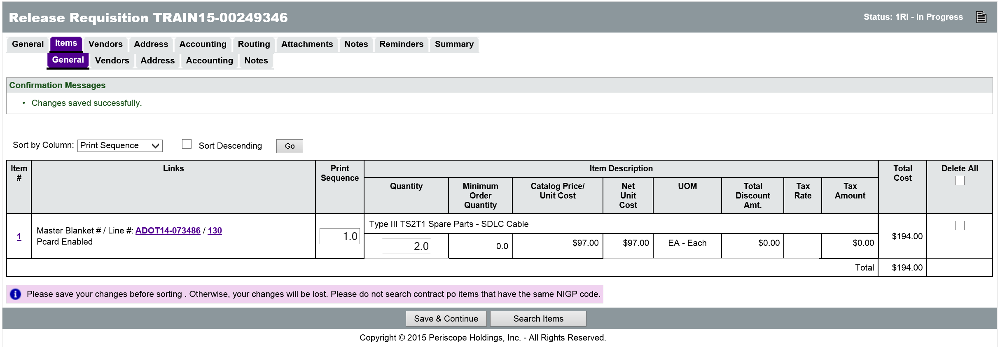 Release Requisition TRAIN15-00249346
Status: 1RI - In Progress
General Items Vendors Address Accounting Routing Attachments Notes Reminders Summary
General Vendors Address Accounting Notes
Confirmation Messages
• Changes saved successfully.
Sort by Column: Print Sequence Sort Descending Go
Item # Links Print Sequence Item Description Total Cost Delete All
Quantity Minimum Order Quantity Catalog Price/ Unit Cost Net Unit Cost UOM Total Discount Amt. Tax Rate Tax Amount
Type III TS2T1 Spare Parts - SDLC Cable
1 Master Blanket # / Line #: ADOT14-073486 / 130
Pcard Enabled
1.0 2.0 0.0 $97.00 $97.00 EA - Each $0.00 $0.00 $194.00
Total $194.00
Please save your changes before sorting . Otherwise, your changes will be lost. Please do not search contract po items that have the same NIGP code.
Save & Continue Search Items
Copyright © 2015 Periscope Holdings, Inc. - All Rights Reserved.